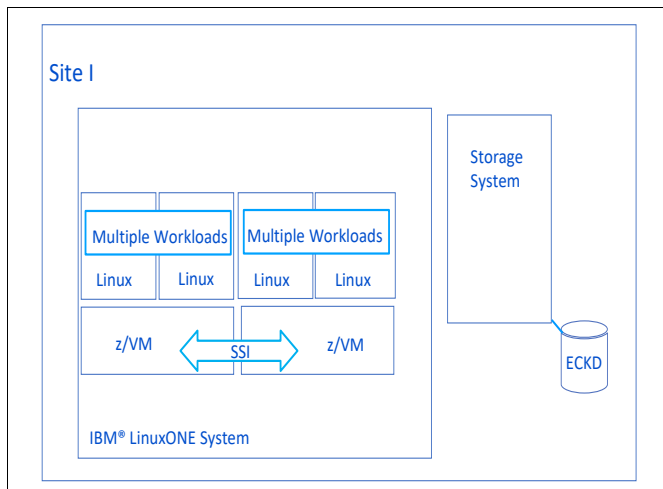 Site I
Storage
System
Multiple Workloads
Multiple Workloads
Linux
Linux
Linux
Linux
z/VM
SSI
z/VM
ECKD
IBM® LinuxONE System